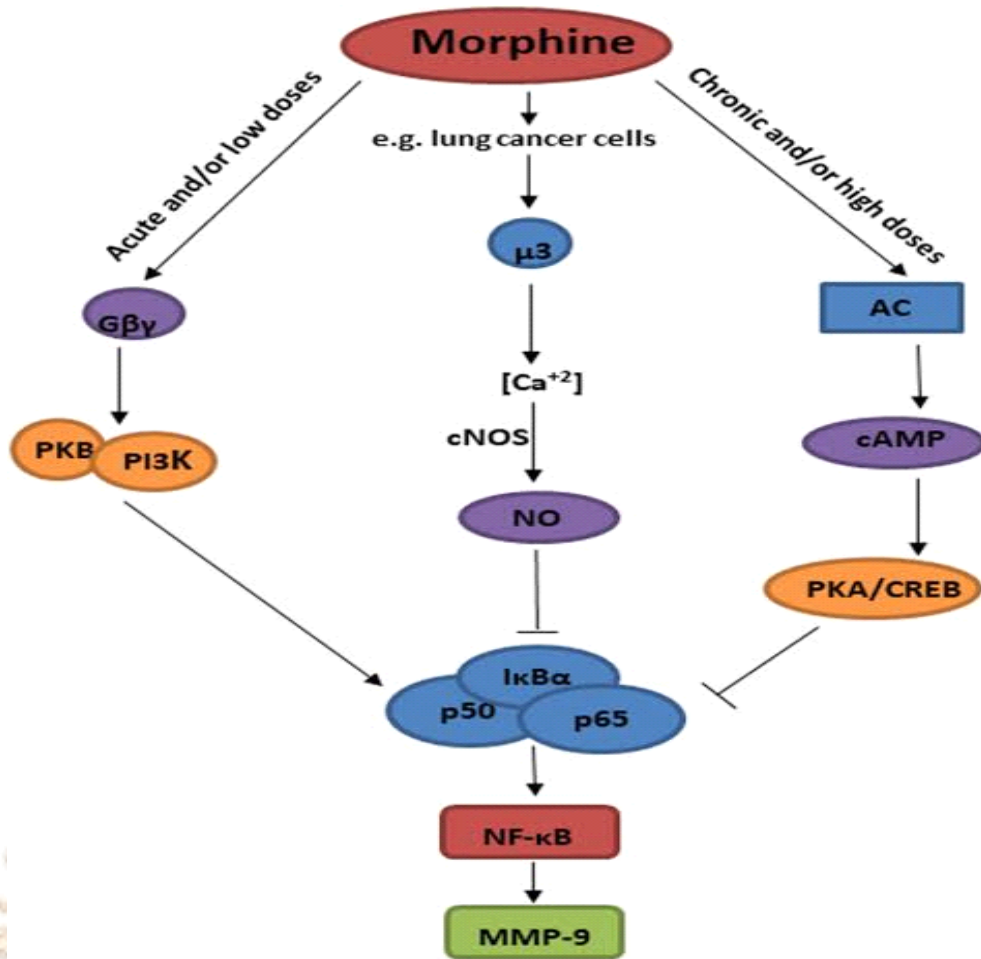 Morphine
Acute and/or low doses
e.g. lung cancer cells
Chronic and/or high doses
μ3
Gβγ
AC
[Ca⁺²]
cNOS
PKB
PI3K
cAMP
NO
PKA/CREB
IκBα
p50
p65
NF-κB
MMP-9